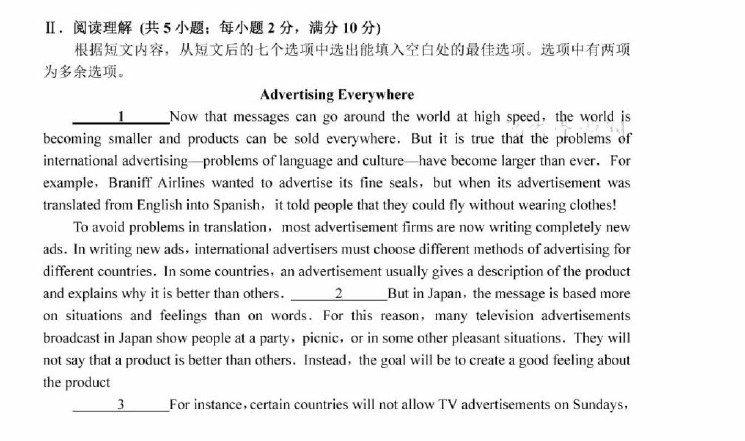 Ⅱ. 阅读理解 (共 5 小题; 每小题 2 分, 满分 10 分)
根据短文内容, 从短文后的七个选项中选出能填入空白处的最佳选项。选项中有两项
为多余选项。
Advertising Everywhere
1 Now that messages can go around the world at high speed, the world is
becoming smaller and products can be sold everywhere. But it is true that the problems of
international advertising—problems of language and culture—have become larger than ever. For
example, Braniff Airlines wanted to advertise its fine seals, but when its advertisement was
translated from English into Spanish, it told people that they could fly without wearing clothes!
To avoid problems in translation, most advertisement firms are now writing completely new
ads. In writing new ads, international advertisers must choose different methods of advertising for
different countries. In some countries, an advertisement usually gives a description of the product
and explains why it is better than others. 2 But in Japan, the message is based more
on situations and feelings than on words. For this reason, many television advertisements
broadcast in Japan show people at a party, picnic, or in some other pleasant situations. They will
not say that a product is better than others. Instead, the goal will be to create a good feeling about
the product
3 For instance, certain countries will not allow TV advertisements on Sundays,